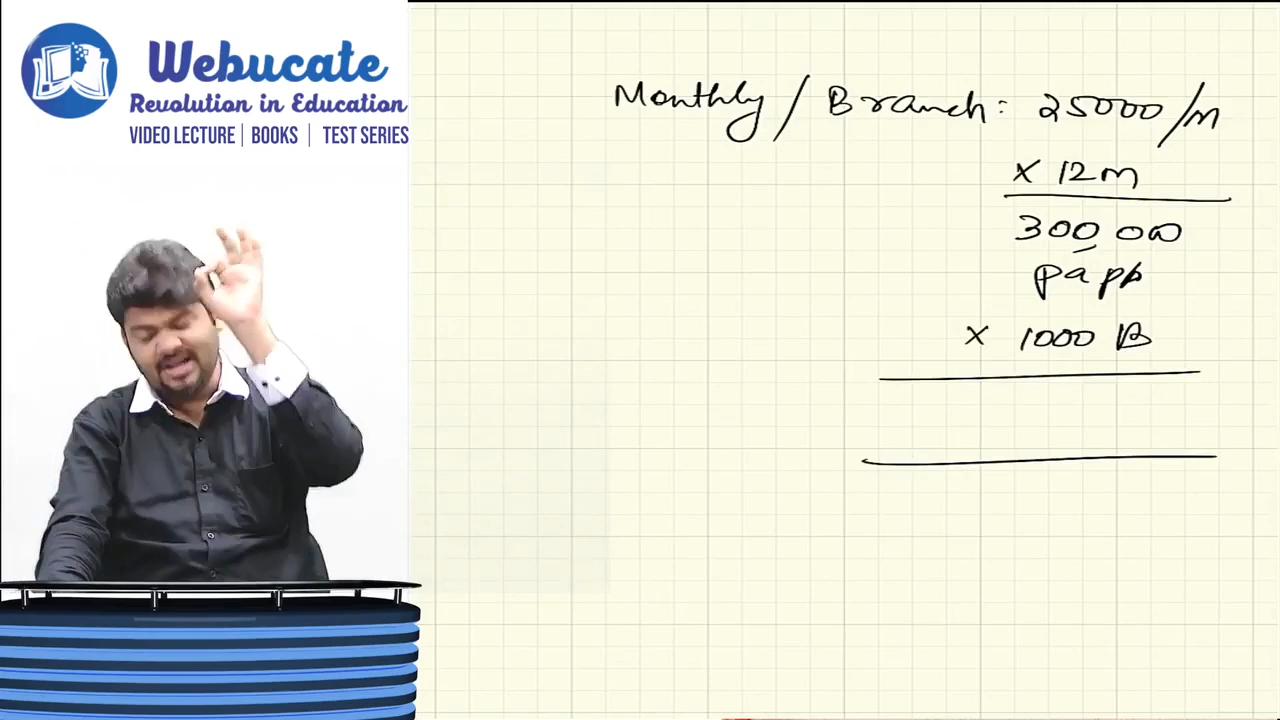 Webucate
Revolution in Education
VIDEO LECTURE | BOOKS | TEST SERIES
Monthly / Branch: 25000/m
x 12m
300,000
papb
x 1000 B